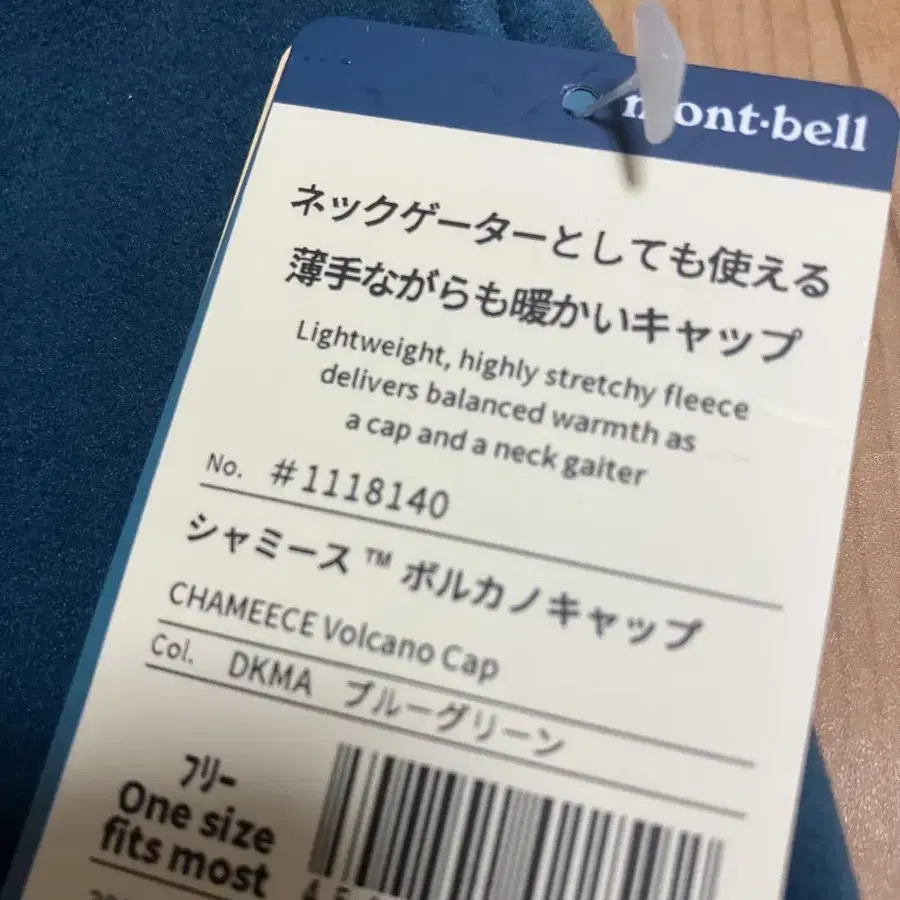 mont-bell
ネックゲーターとしても使える
薄手ながらも暖かいキャップ
Lightweight, highly stretchy fleece
delivers balanced warmth as
a cap and a neck gaiter
No. #1118140
シャミース™ ボルカノキャップ
CHAMEECE Volcano Cap
Col. DKMA ブルーグリーン
フリー
One size
fits most